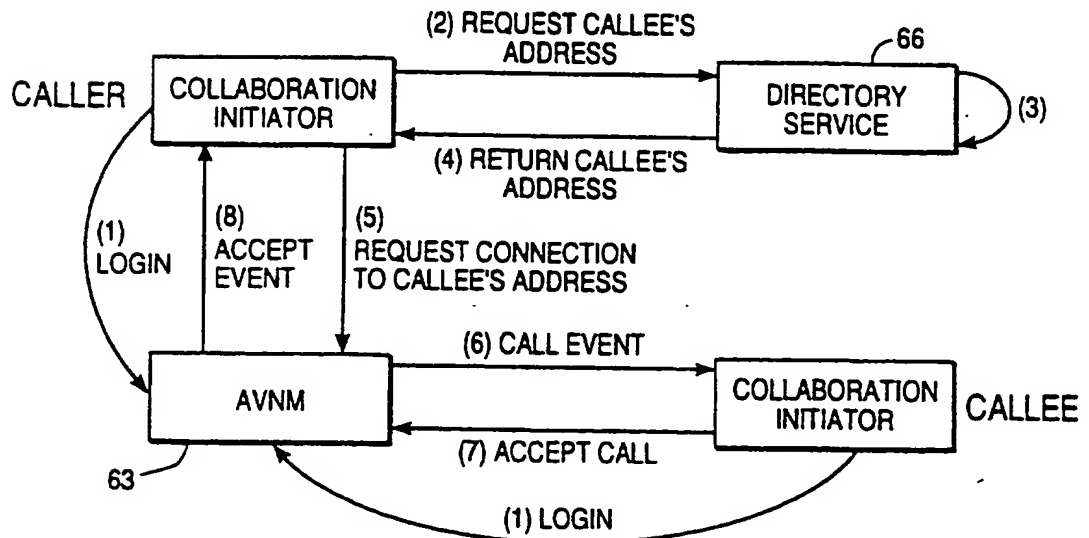 (2) REQUEST CALLEE'S
ADDRESS
66
CALLER
COLLABORATION
INITIATOR
DIRECTORY
SERVICE
(3)
(4) RETURN CALLEE'S
ADDRESS
(1)
LOGIN
(8)
ACCEPT
EVENT
(5)
REQUEST CONNECTION
TO CALLEE'S ADDRESS
(6) CALL EVENT
AVNM
COLLABORATION
INITIATOR
CALLEE
(7) ACCEPT CALL
63
(1) LOGIN